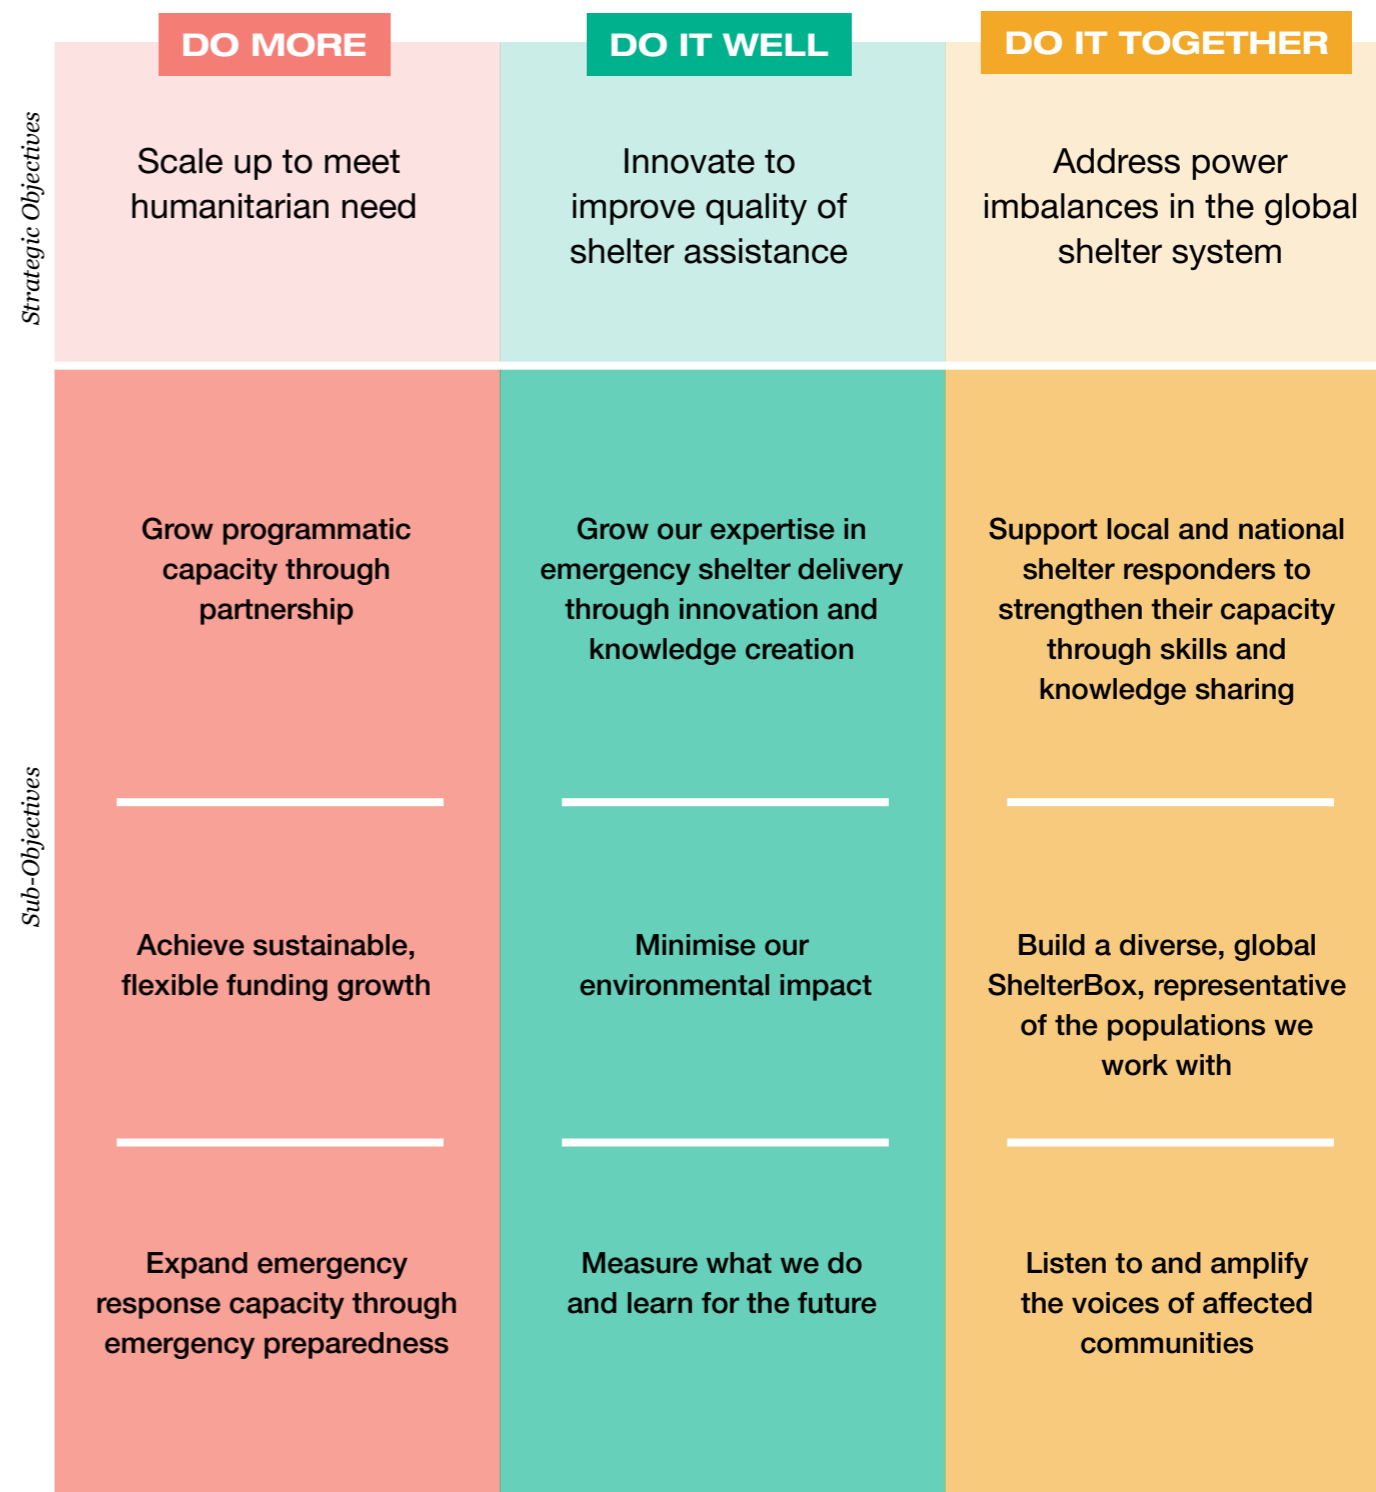 DO MORE
DO IT WELL
DO IT TOGETHER
Strategic Objectives
Scale up to meet
humanitarian need
Innovate to
improve quality of
shelter assistance
Address power
imbalances in the global
shelter system
Sub-Objectives
Grow programmatic
capacity through
partnership
Grow our expertise in
emergency shelter delivery
through innovation and
knowledge creation
Support local and national
shelter responders to
strengthen their capacity
through skills and
knowledge sharing
Achieve sustainable,
flexible funding growth
Minimise our
environmental impact
Build a diverse, global
ShelterBox, representative
of the populations we
work with
Expand emergency
response capacity through
emergency preparedness
Measure what we do
and learn for the future
Listen to and amplify
the voices of affected
communities